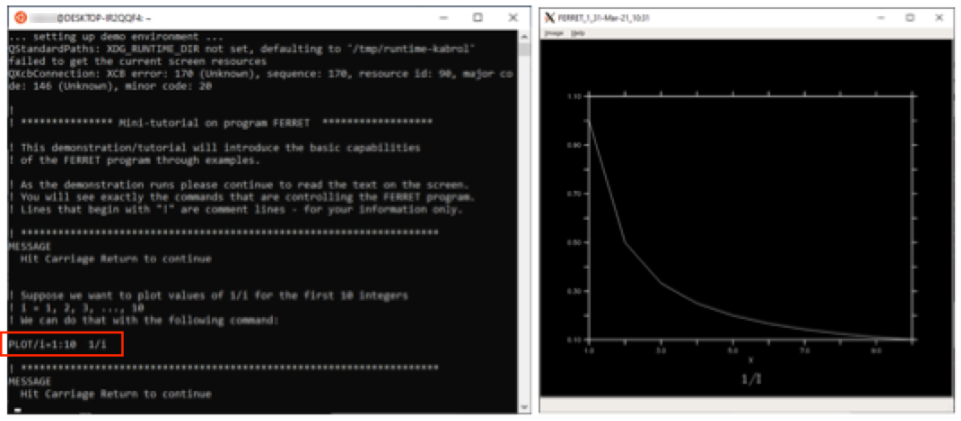 @DESKTOP-IR2QQF4: ~
... setting up demo environment ...
QStandardPaths: XDG_RUNTIME_DIR not set, defaulting to '/tmp/runtime-kabrol'
failed to get the current screen resources
QXcbConnection: XCB error: 170 (Unknown), sequence: 170, resource id: 90, major co
de: 146 (Unknown), minor code: 20
!
! *************** Mini-tutorial on program FERRET ******************
! This demonstration/tutorial will introduce the basic capabilities
! of the FERRET program through examples.
! As the demonstration runs please continue to read the text on the screen.
! You will see exactly the commands that are controlling the FERRET program.
! Lines that begin with "!" are comment lines - for your information only.
! *********************************************************************
MESSAGE
Hit Carriage Return to continue
! Suppose we want to plot values of 1/i for the first 10 integers
! i = 1, 2, 3, ..., 10
! We can do that with the following command:
PLOT/i=1:10 1/i
! *********************************************************************
MESSAGE
Hit Carriage Return to continue
FERRET_1_31-Mar-21_10:31
Image Help
1.10
0.90
0.70
0.50
0.30
0.10
1.0 3.0 5.0 7.0 9.0
X
1/I